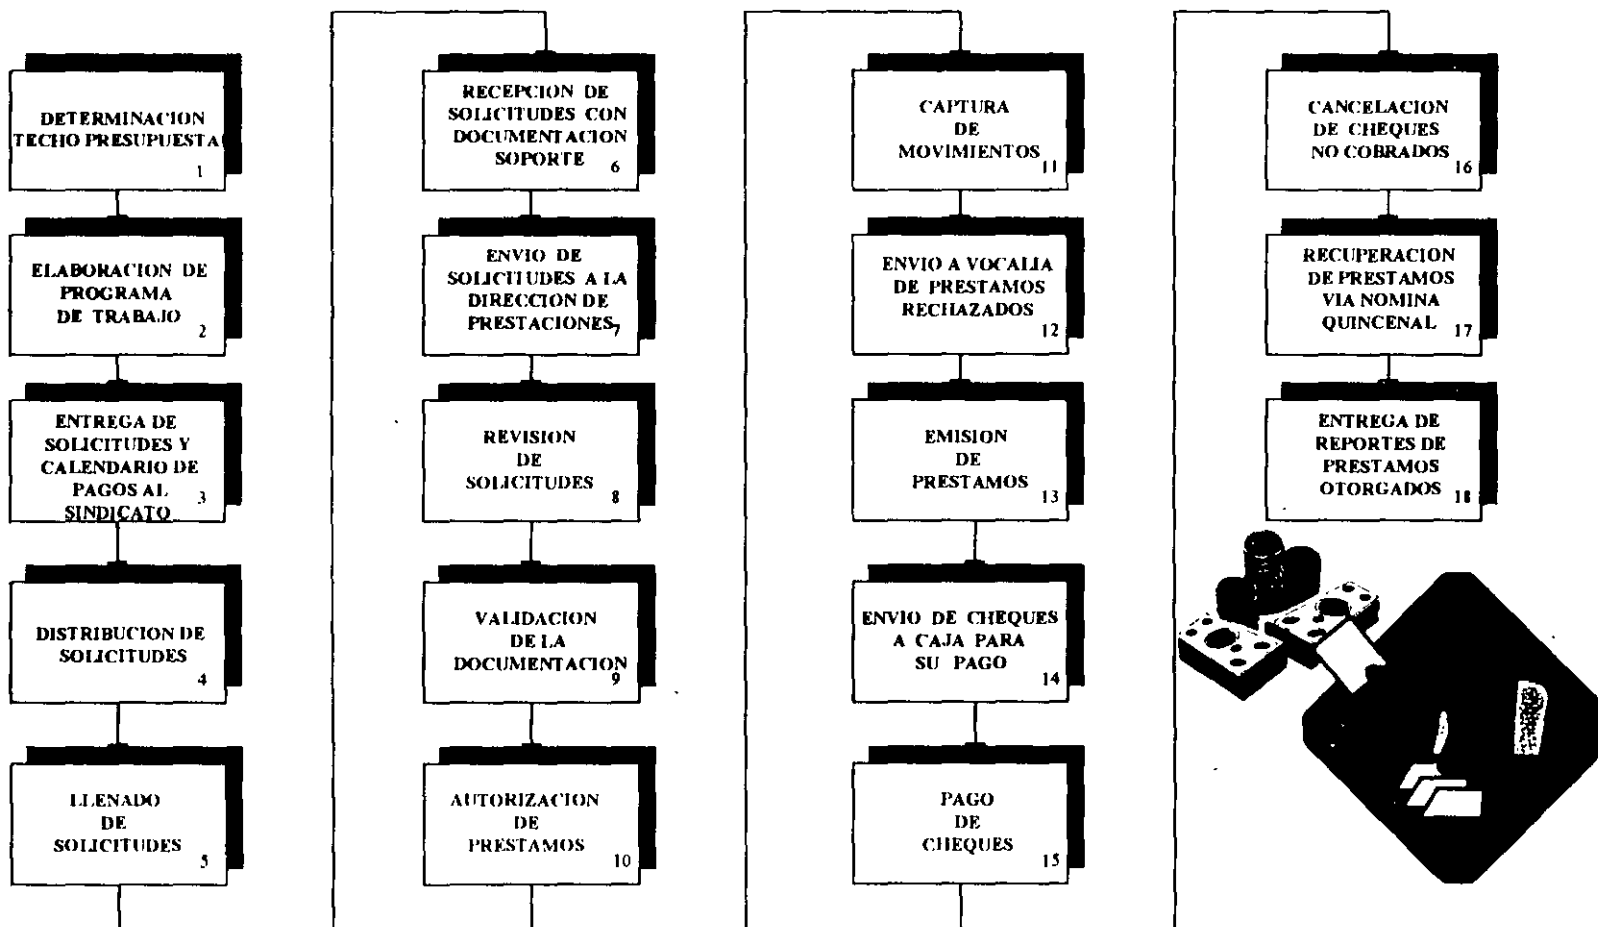 DETERMINACION
TECHO PRESUPUESTA
1
ELABORACION DE
PROGRAMA
DE TRABAJO
2
ENTREGA DE
SOLICITUDES Y
CALENDARIO DE
PAGOS AL
SINDICATO
3
DISTRIBUCION DE
SOLICITUDES
4
LLENADO
DE
SOLICITUDES
5
RECEPCION DE
SOLICITUDES CON
DOCUMENTACION
SOPORTE
6
ENVIO DE
SOLICITUDES A LA
DIRECCION DE
PRESTACIONES
7
REVISION
DE
SOLICITUDES
8
VALIDACION
DE LA
DOCUMENTACION
9
AUTORIZACION
DE
PRESTAMOS
10
CAPTURA
DE
MOVIMIENTOS
11
ENVIO A VOCALIA
DE PRESTAMOS
RECHAZADOS
12
EMISION
DE
PRESTAMOS
13
ENVIO DE CHEQUES
A CAJA PARA
SU PAGO
14
PAGO
DE
CHEQUES
15
CANCELACION
DE CHEQUES
NO COBRADOS
16
RECUPERACION
DE PRESTAMOS
VIA NOMINA
QUINCENAL
17
ENTREGA DE
REPORTES DE
PRESTAMOS
OTORGADOS
18